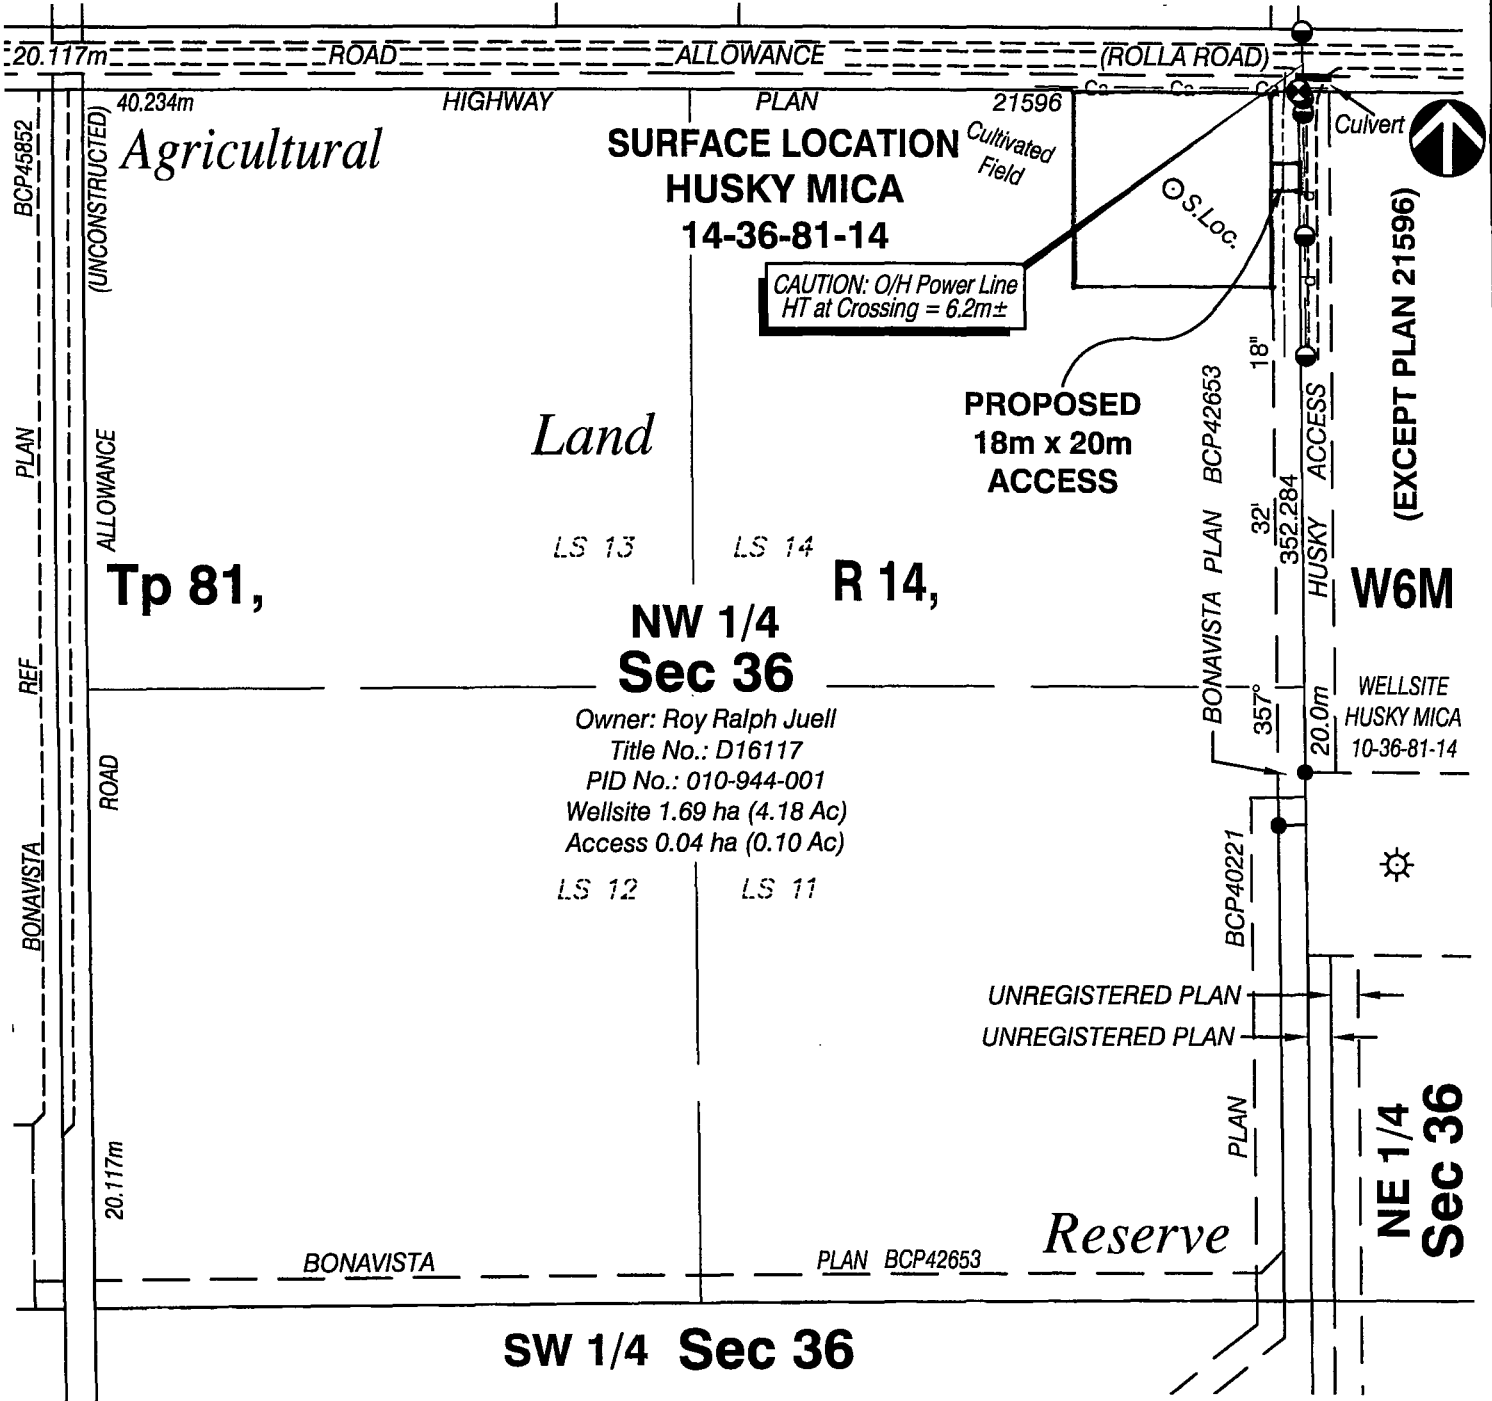 20.117m ROAD ALLOWANCE (ROLLA ROAD)
40.234m HIGHWAY PLAN 21596
Ca Ca Ca
Culvert
Agricultural
SURFACE LOCATION
HUSKY MICA
14-36-81-14
Cultivated
Field
S.Loc.
CAUTION: O/H Power Line
HT at Crossing = 6.2m±
PROPOSED
18m x 20m
ACCESS
Land
LS 13 LS 14
Tp 81, R 14, W6M
NW 1/4
Sec 36
Owner: Roy Ralph Juell
Title No.: D16117
PID No.: 010-944-001
Wellsite 1.69 ha (4.18 Ac)
Access 0.04 ha (0.10 Ac)
LS 12 LS 11
BONAVISTA REF PLAN BCP45852
ROAD ALLOWANCE (UNCONSTRUCTED)
20.117m
BONAVISTA PLAN BCP42653
357° 32' 18"
352.284
HUSKY ACCESS
20.0m
(EXCEPT PLAN 21596)
WELLSITE
HUSKY MICA
10-36-81-14
PLAN BCP40221
UNREGISTERED PLAN
UNREGISTERED PLAN
NE 1/4
Sec 36
Reserve
BONAVISTA PLAN BCP42653
SW 1/4 Sec 36